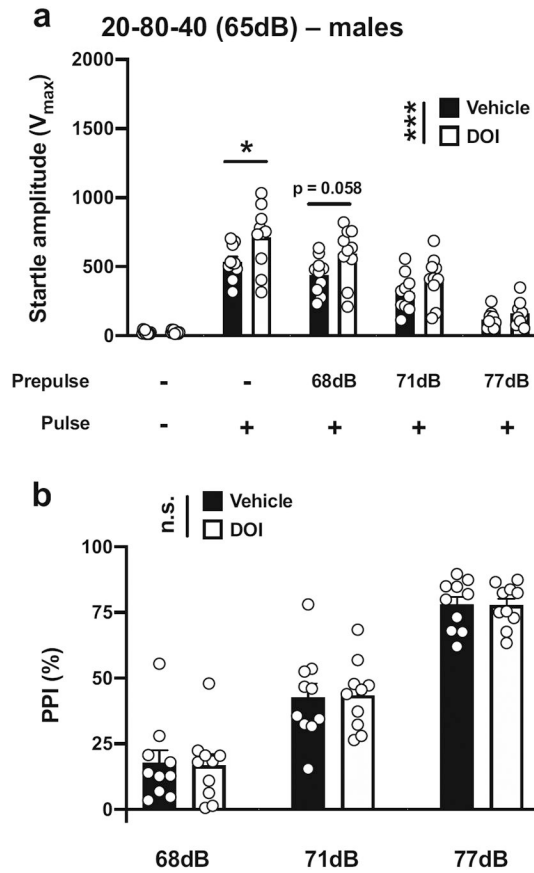 a
20-80-40 (65dB) – males
Startle amplitude (Vmax)
2000
1500
1000
500
0
***
Vehicle
DOI
*
p = 0.058
Prepulse - - 68dB 71dB 77dB
Pulse - + + + +
b
n.s.
Vehicle
DOI
PPI (%)
100
75
50
25
0
68dB 71dB 77dB